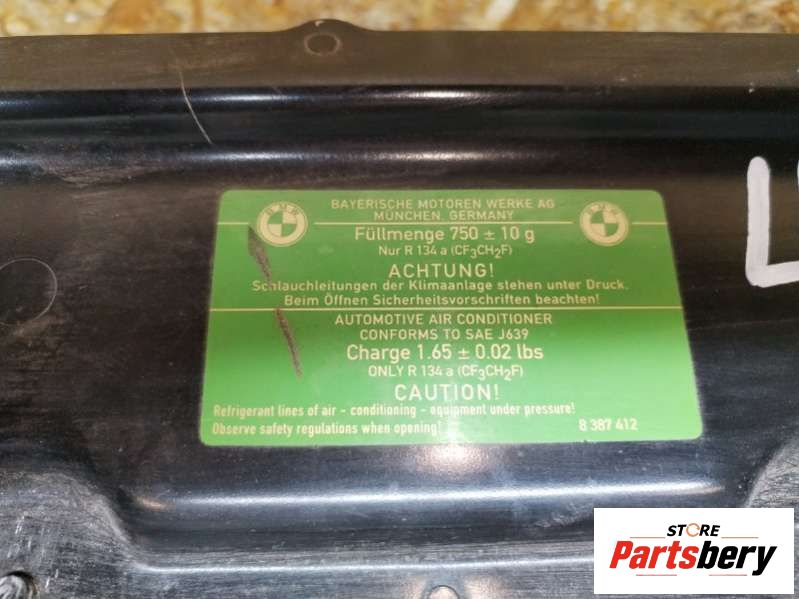 BAYERISCHE MOTOREN WERKE AG
MÜNCHEN, GERMANY
BMW
BMW
Füllmenge 750 ± 10 g
Nur R 134 a (CF3CH2F)
ACHTUNG!
Schlauchleitungen der Klimaanlage stehen unter Druck.
Beim Öffnen Sicherheitsvorschriften beachten!
AUTOMOTIVE AIR CONDITIONER
CONFORMS TO SAE J639
Charge 1.65 ± 0.02 lbs
ONLY R 134 a (CF3CH2F)
CAUTION!
Refrigerant lines of air - conditioning - equipment under pressure!
Observe safety regulations when opening!
8 387 412
STORE
Partsbery